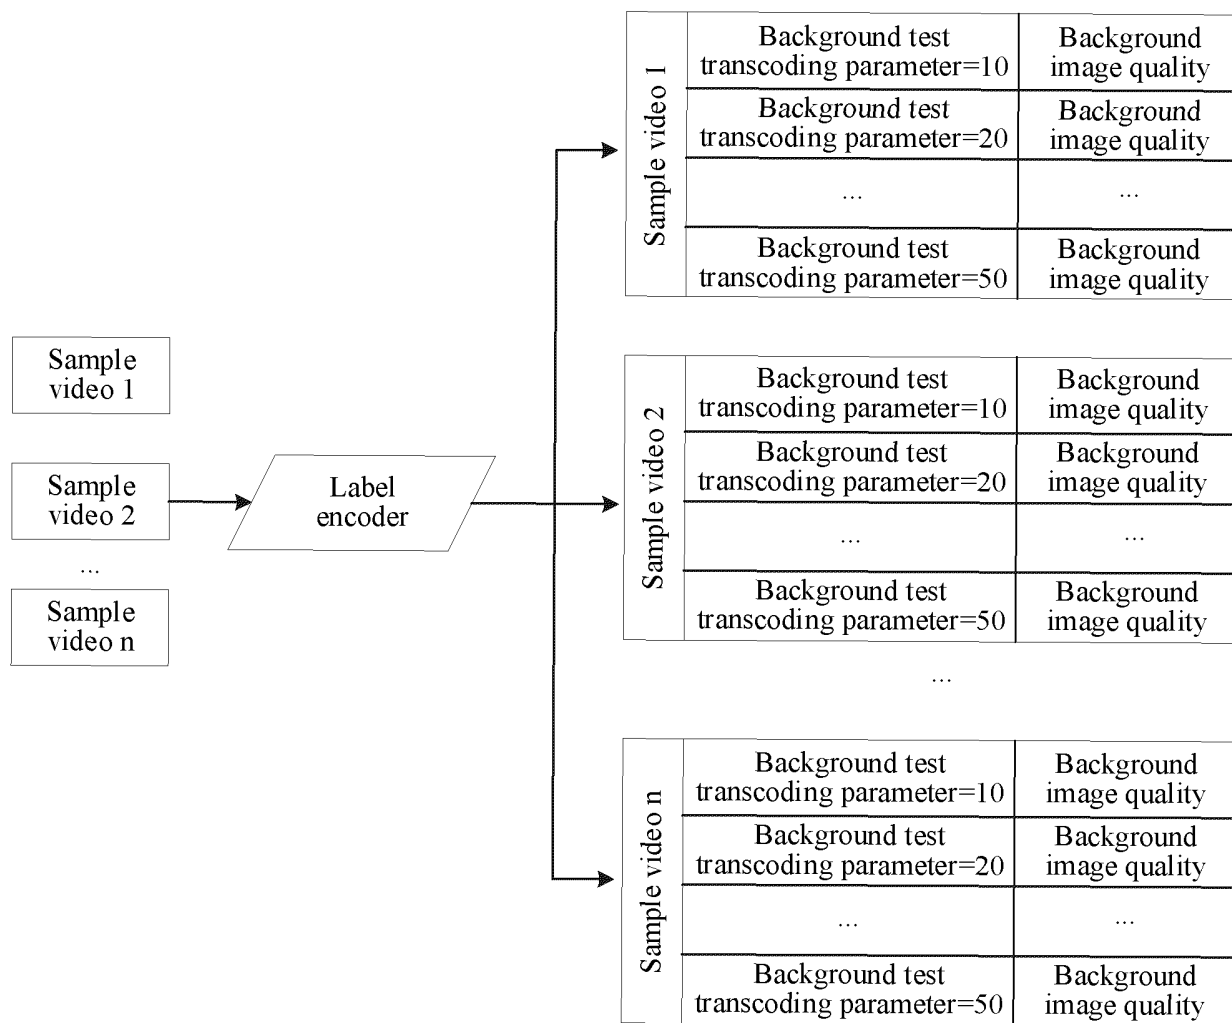 Sample
video 1
Sample
video 2
...
Sample
video n
Label
encoder
Sample video 1
Background test
transcoding parameter=10
Background
image quality
Background test
transcoding parameter=20
Background
image quality
...
...
Background test
transcoding parameter=50
Background
image quality
Sample video 2
Background test
transcoding parameter=10
Background
image quality
Background test
transcoding parameter=20
Background
image quality
...
...
Background test
transcoding parameter=50
Background
image quality
...
Sample video n
Background test
transcoding parameter=10
Background
image quality
Background test
transcoding parameter=20
Background
image quality
...
...
Background test
transcoding parameter=50
Background
image quality